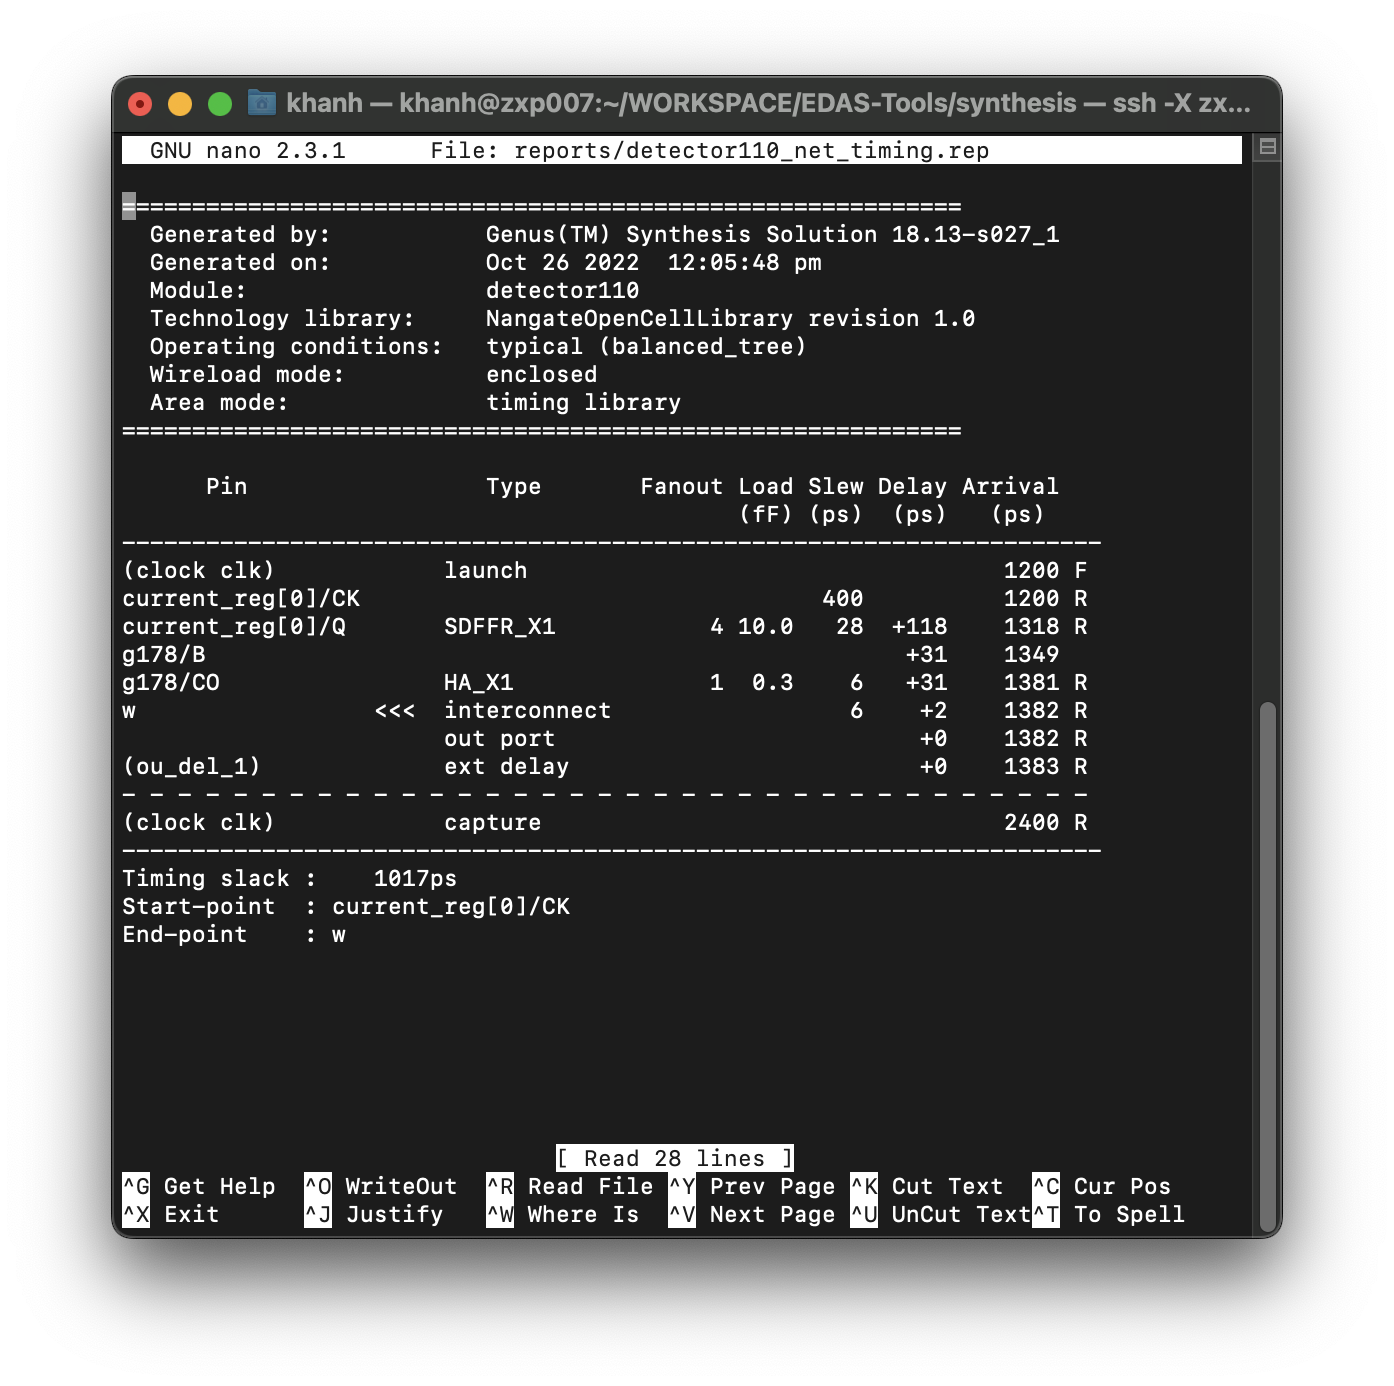 khanh — khanh@zxp007:~/WORKSPACE/EDAS-Tools/synthesis — ssh -X zx...
GNU nano 2.3.1      File: reports/detector110_net_timing.rep
============================================================
  Generated by:           Genus(TM) Synthesis Solution 18.13-s027_1
  Generated on:           Oct 26 2022  12:05:48 pm
  Module:                 detector110
  Technology library:     NangateOpenCellLibrary revision 1.0
  Operating conditions:   typical (balanced_tree)
  Wireload mode:          enclosed
  Area mode:              timing library
============================================================
      Pin                 Type       Fanout Load Slew Delay Arrival
                                            (fF) (ps)  (ps)   (ps)
----------------------------------------------------------------------
(clock clk)            launch                                  1200 F
current_reg[0]/CK                                 400          1200 R
current_reg[0]/Q       SDFFR_X1           4 10.0   28  +118    1318 R
g178/B                                                  +31    1349
g178/CO                HA_X1              1  0.3    6   +31    1381 R
w                 <<<  interconnect                 6    +2    1382 R
                       out port                          +0    1382 R
(ou_del_1)             ext delay                         +0    1383 R
- - - - - - - - - - - - - - - - - - - - - - - - - - - - - - - - - - -
(clock clk)            capture                                 2400 R
----------------------------------------------------------------------
Timing slack :    1017ps
Start-point  : current_reg[0]/CK
End-point    : w
[ Read 28 lines ]
^G Get Help  ^O WriteOut  ^R Read File ^Y Prev Page ^K Cut Text  ^C Cur Pos
^X Exit      ^J Justify   ^W Where Is  ^V Next Page ^U UnCut Text^T To Spell